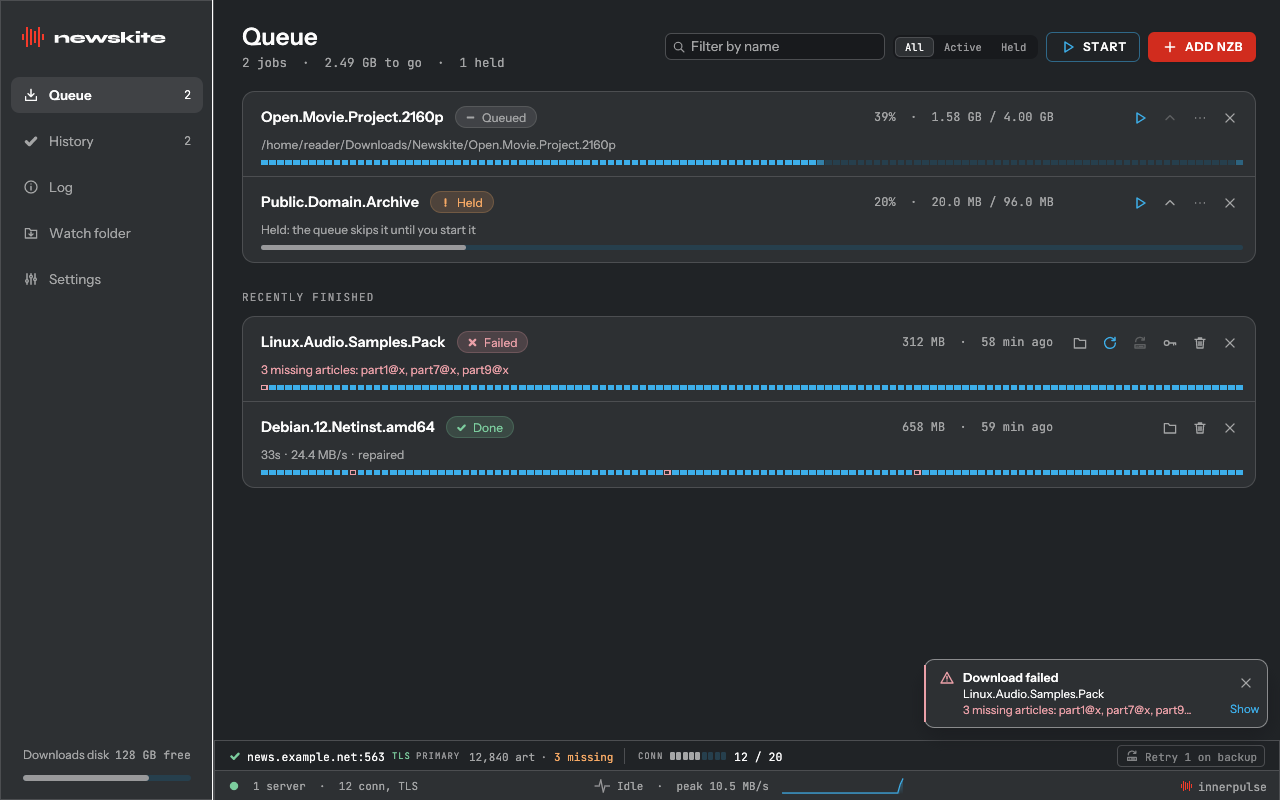 newskite
Queue 2
History 2
Log
Watch folder
Settings
Downloads disk 128 GB free
Queue
2 jobs · 2.49 GB to go · 1 held
Filter by name
All Active Held
START
ADD NZB
Open.Movie.Project.2160p Queued 39% · 1.58 GB / 4.00 GB
/home/reader/Downloads/Newskite/Open.Movie.Project.2160p
Public.Domain.Archive Held 20% · 20.0 MB / 96.0 MB
Held: the queue skips it until you start it
RECENTLY FINISHED
Linux.Audio.Samples.Pack Failed 312 MB · 58 min ago
3 missing articles: part1@x, part7@x, part9@x
Debian.12.Netinst.amd64 Done 658 MB · 59 min ago
33s · 24.4 MB/s · repaired
Download failed
Linux.Audio.Samples.Pack
3 missing articles: part1@x, part7@x, part9... Show
news.example.net:563 TLS PRIMARY 12,840 art · 3 missing CONN 12 / 20 Retry 1 on backup
1 server · 12 conn, TLS Idle · peak 10.5 MB/s innerpulse